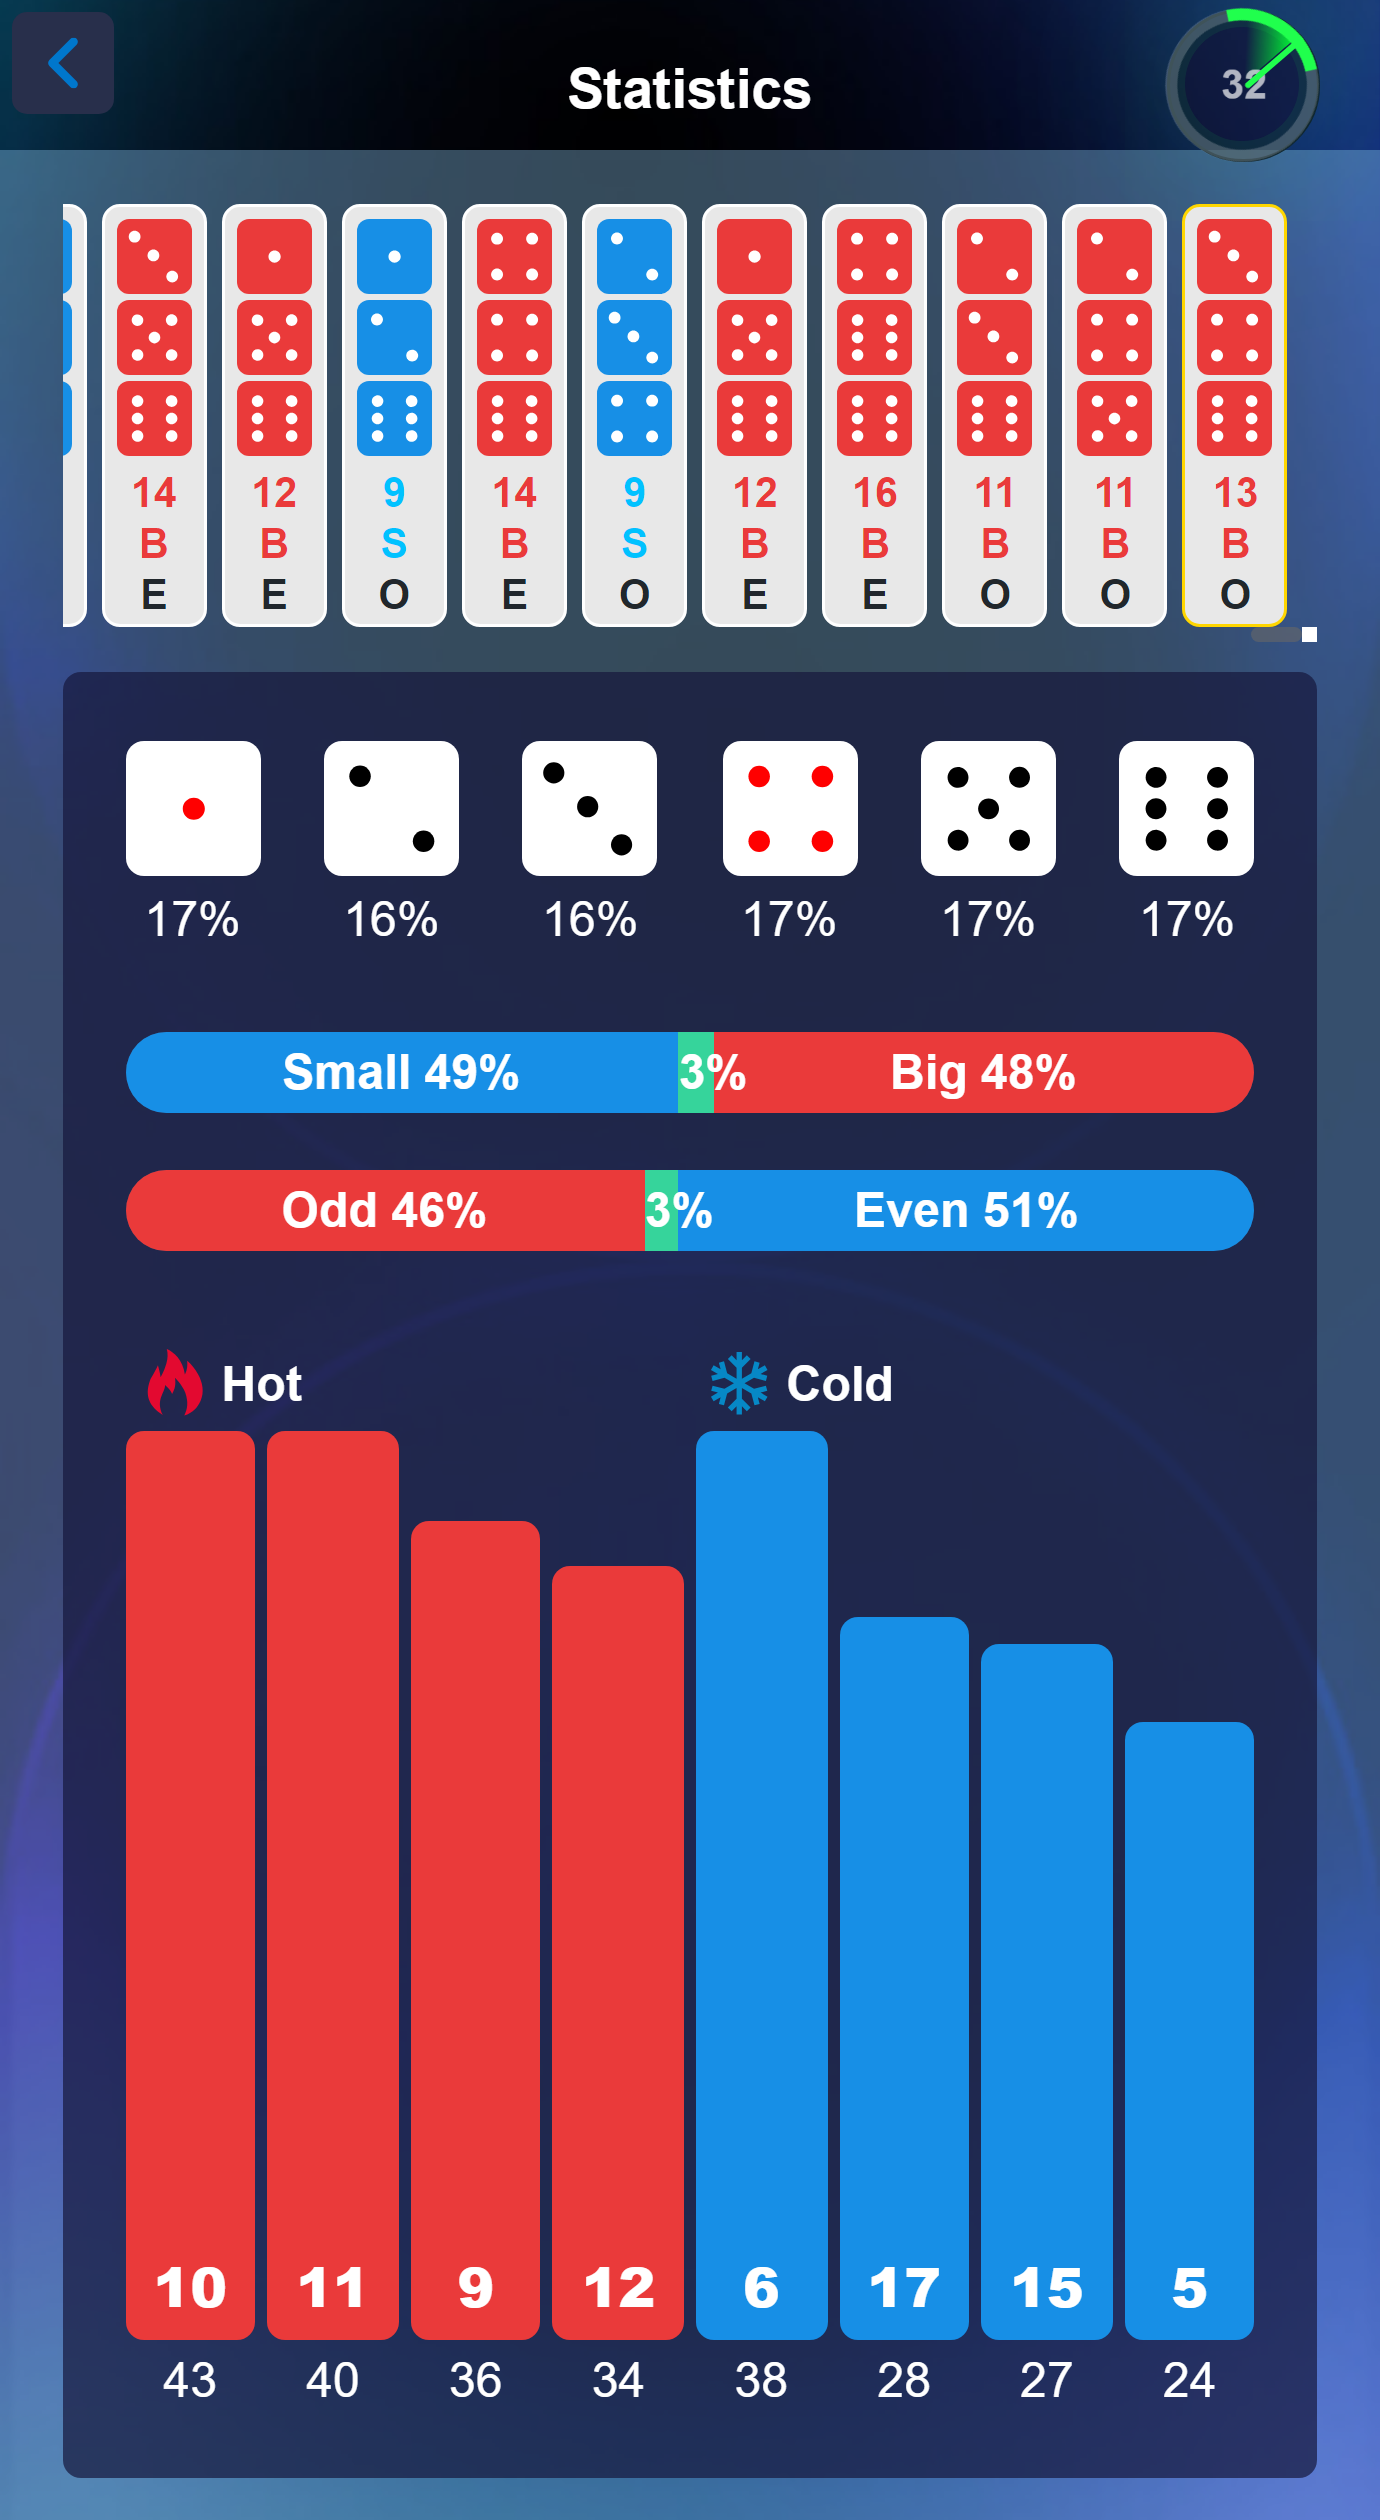 Statistics
32
14 12 9 14 9 12 16 11 11 13
B B S B S B B B B B
E E O E O E E O O O
17% 16% 16% 17% 17% 17%
Small 49% 3% Big 48%
Odd 46% 3% Even 51%
Hot Cold
10 11 9 12 6 17 15 5
43 40 36 34 38 28 27 24